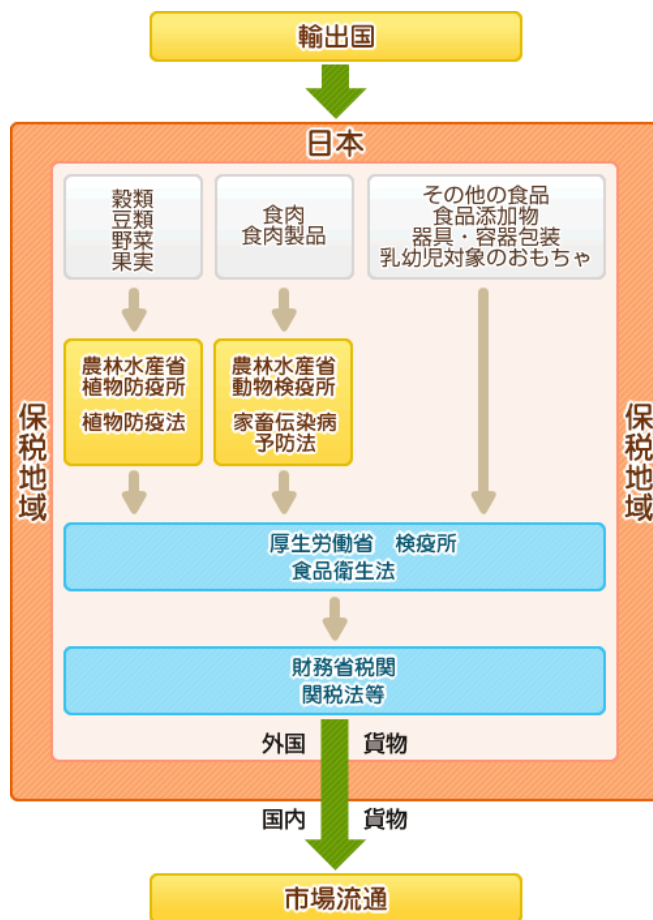 輸出国
日本
保税地域
保税地域
穀類
豆類
野菜
果実
食肉
食肉製品
その他の食品
食品添加物
器具・容器包装
乳幼児対象のおもちゃ
農林水産省
植物防疫所
植物防疫法
農林水産省
動物検疫所
家畜伝染病
予防法
厚生労働省　検疫所
食品衛生法
財務省税関
関税法等
外国　貨物
国内　貨物
市場流通